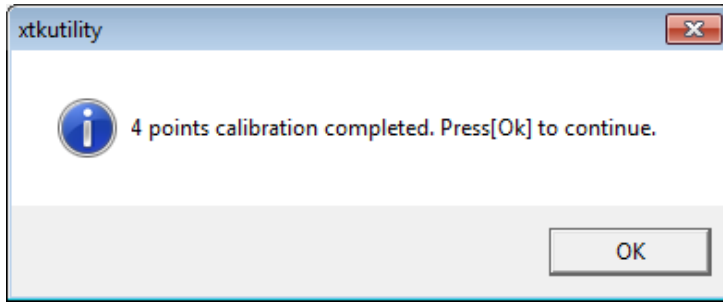 xtkutility
4 points calibration completed. Press[Ok] to continue.
OK